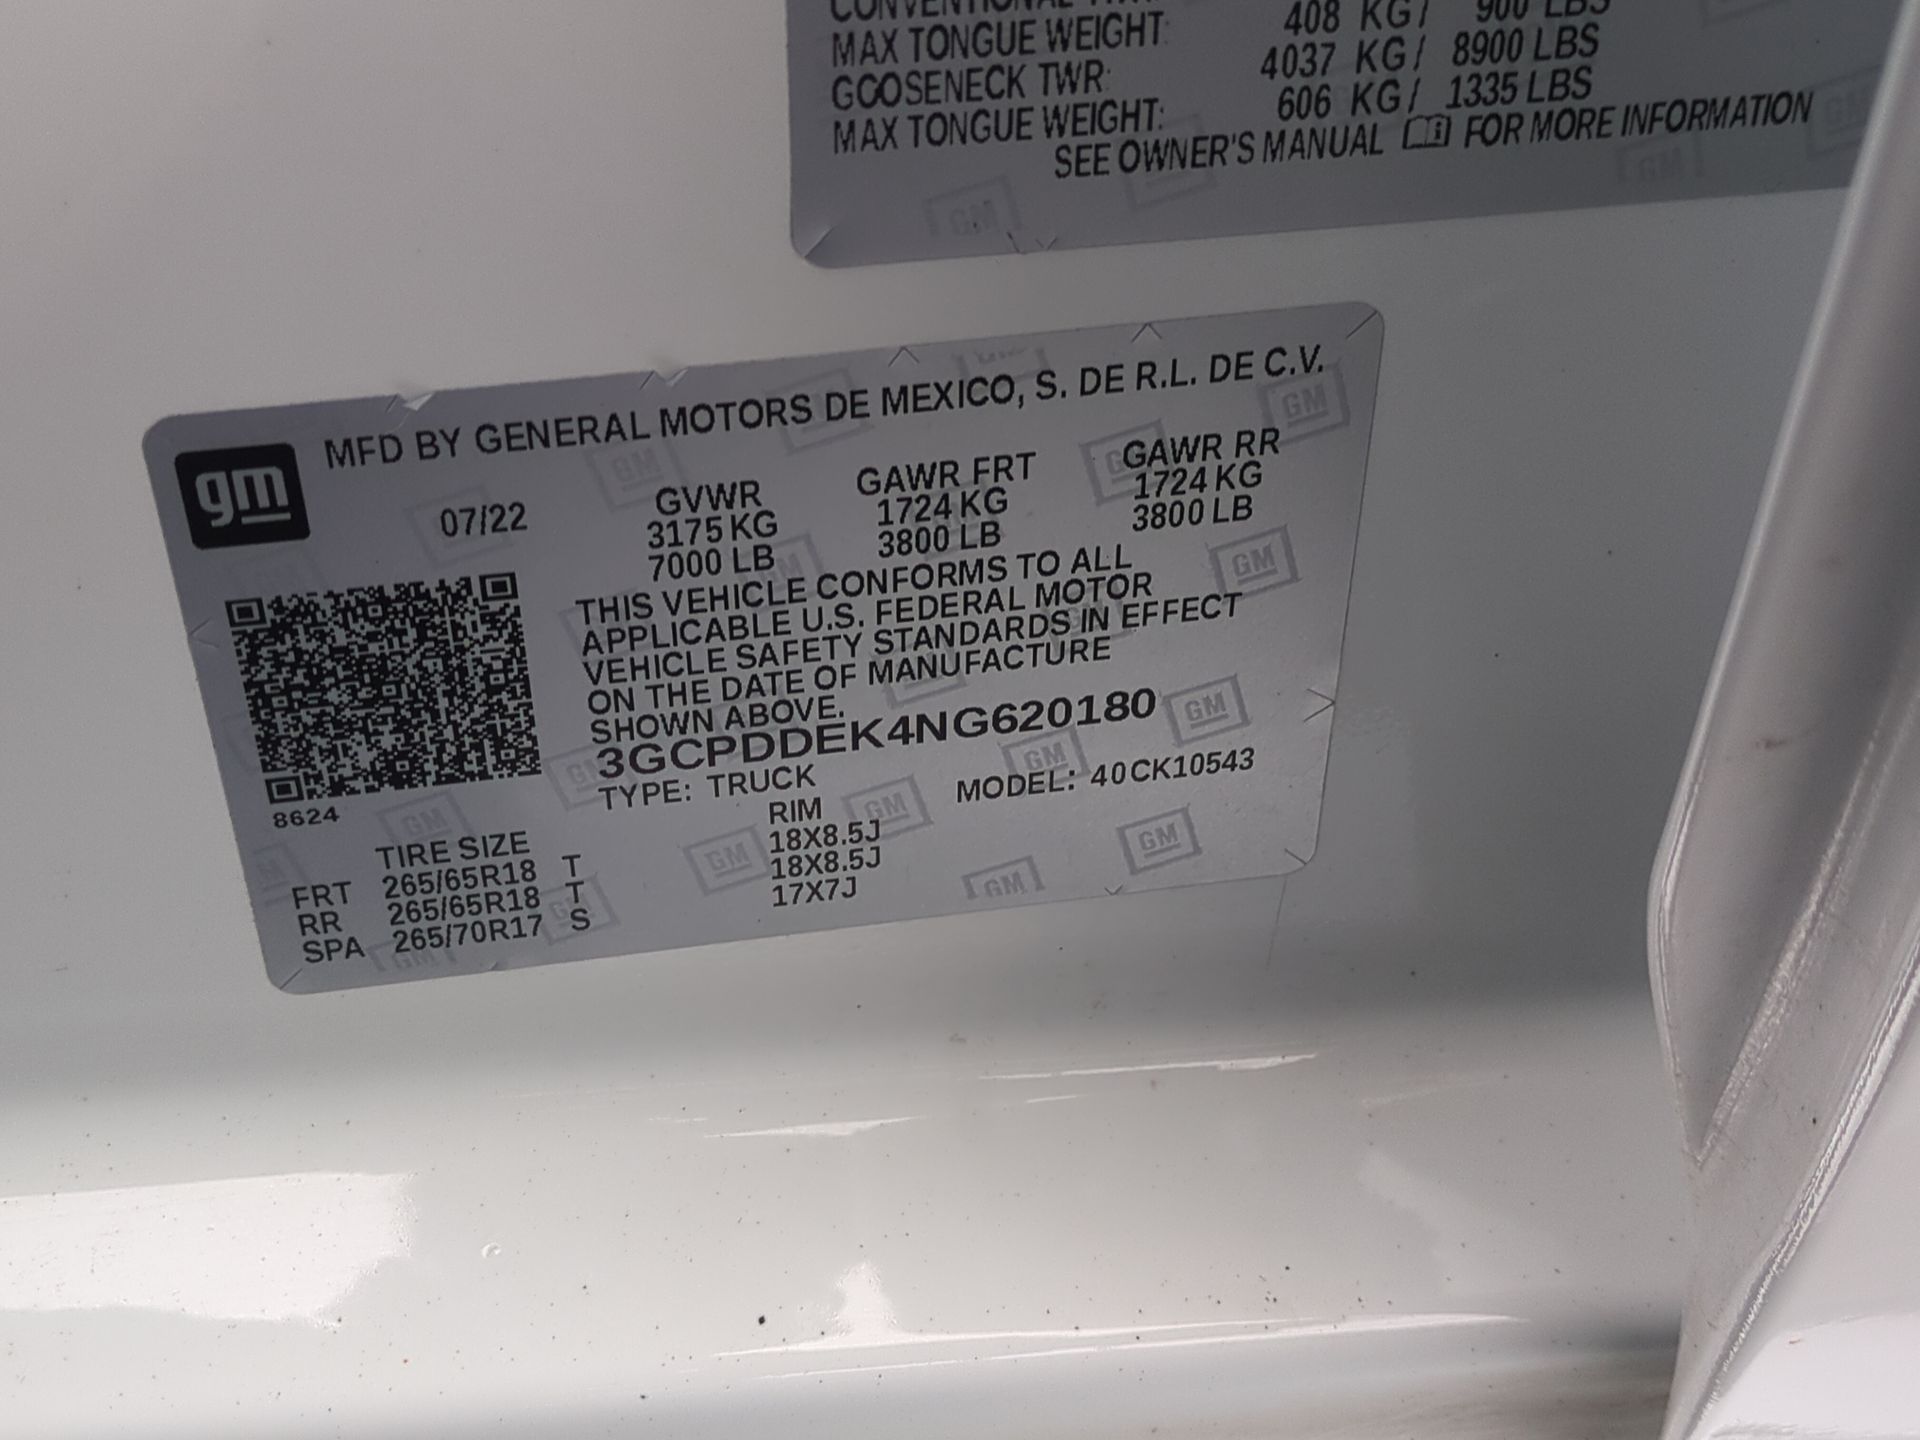 CONVENTIONAL TWR:
MAX TONGUE WEIGHT: 408 KG / 900 LBS
GOOSENECK TWR: 4037 KG / 8900 LBS
MAX TONGUE WEIGHT: 606 KG / 1335 LBS
SEE OWNER'S MANUAL FOR MORE INFORMATION
gm
MFD BY GENERAL MOTORS DE MEXICO, S. DE R.L. DE C.V.
07/22 GVWR GAWR FRT GAWR RR
3175 KG 1724 KG 1724 KG
7000 LB 3800 LB 3800 LB
THIS VEHICLE CONFORMS TO ALL
APPLICABLE U.S. FEDERAL MOTOR
VEHICLE SAFETY STANDARDS IN EFFECT
ON THE DATE OF MANUFACTURE
SHOWN ABOVE.
3GCPDDEK4NG620180
TYPE: TRUCK MODEL: 40CK10543
8624
TIRE SIZE RIM
FRT 265/65R18 T 18X8.5J
RR 265/65R18 T 18X8.5J
SPA 265/70R17 S 17X7J